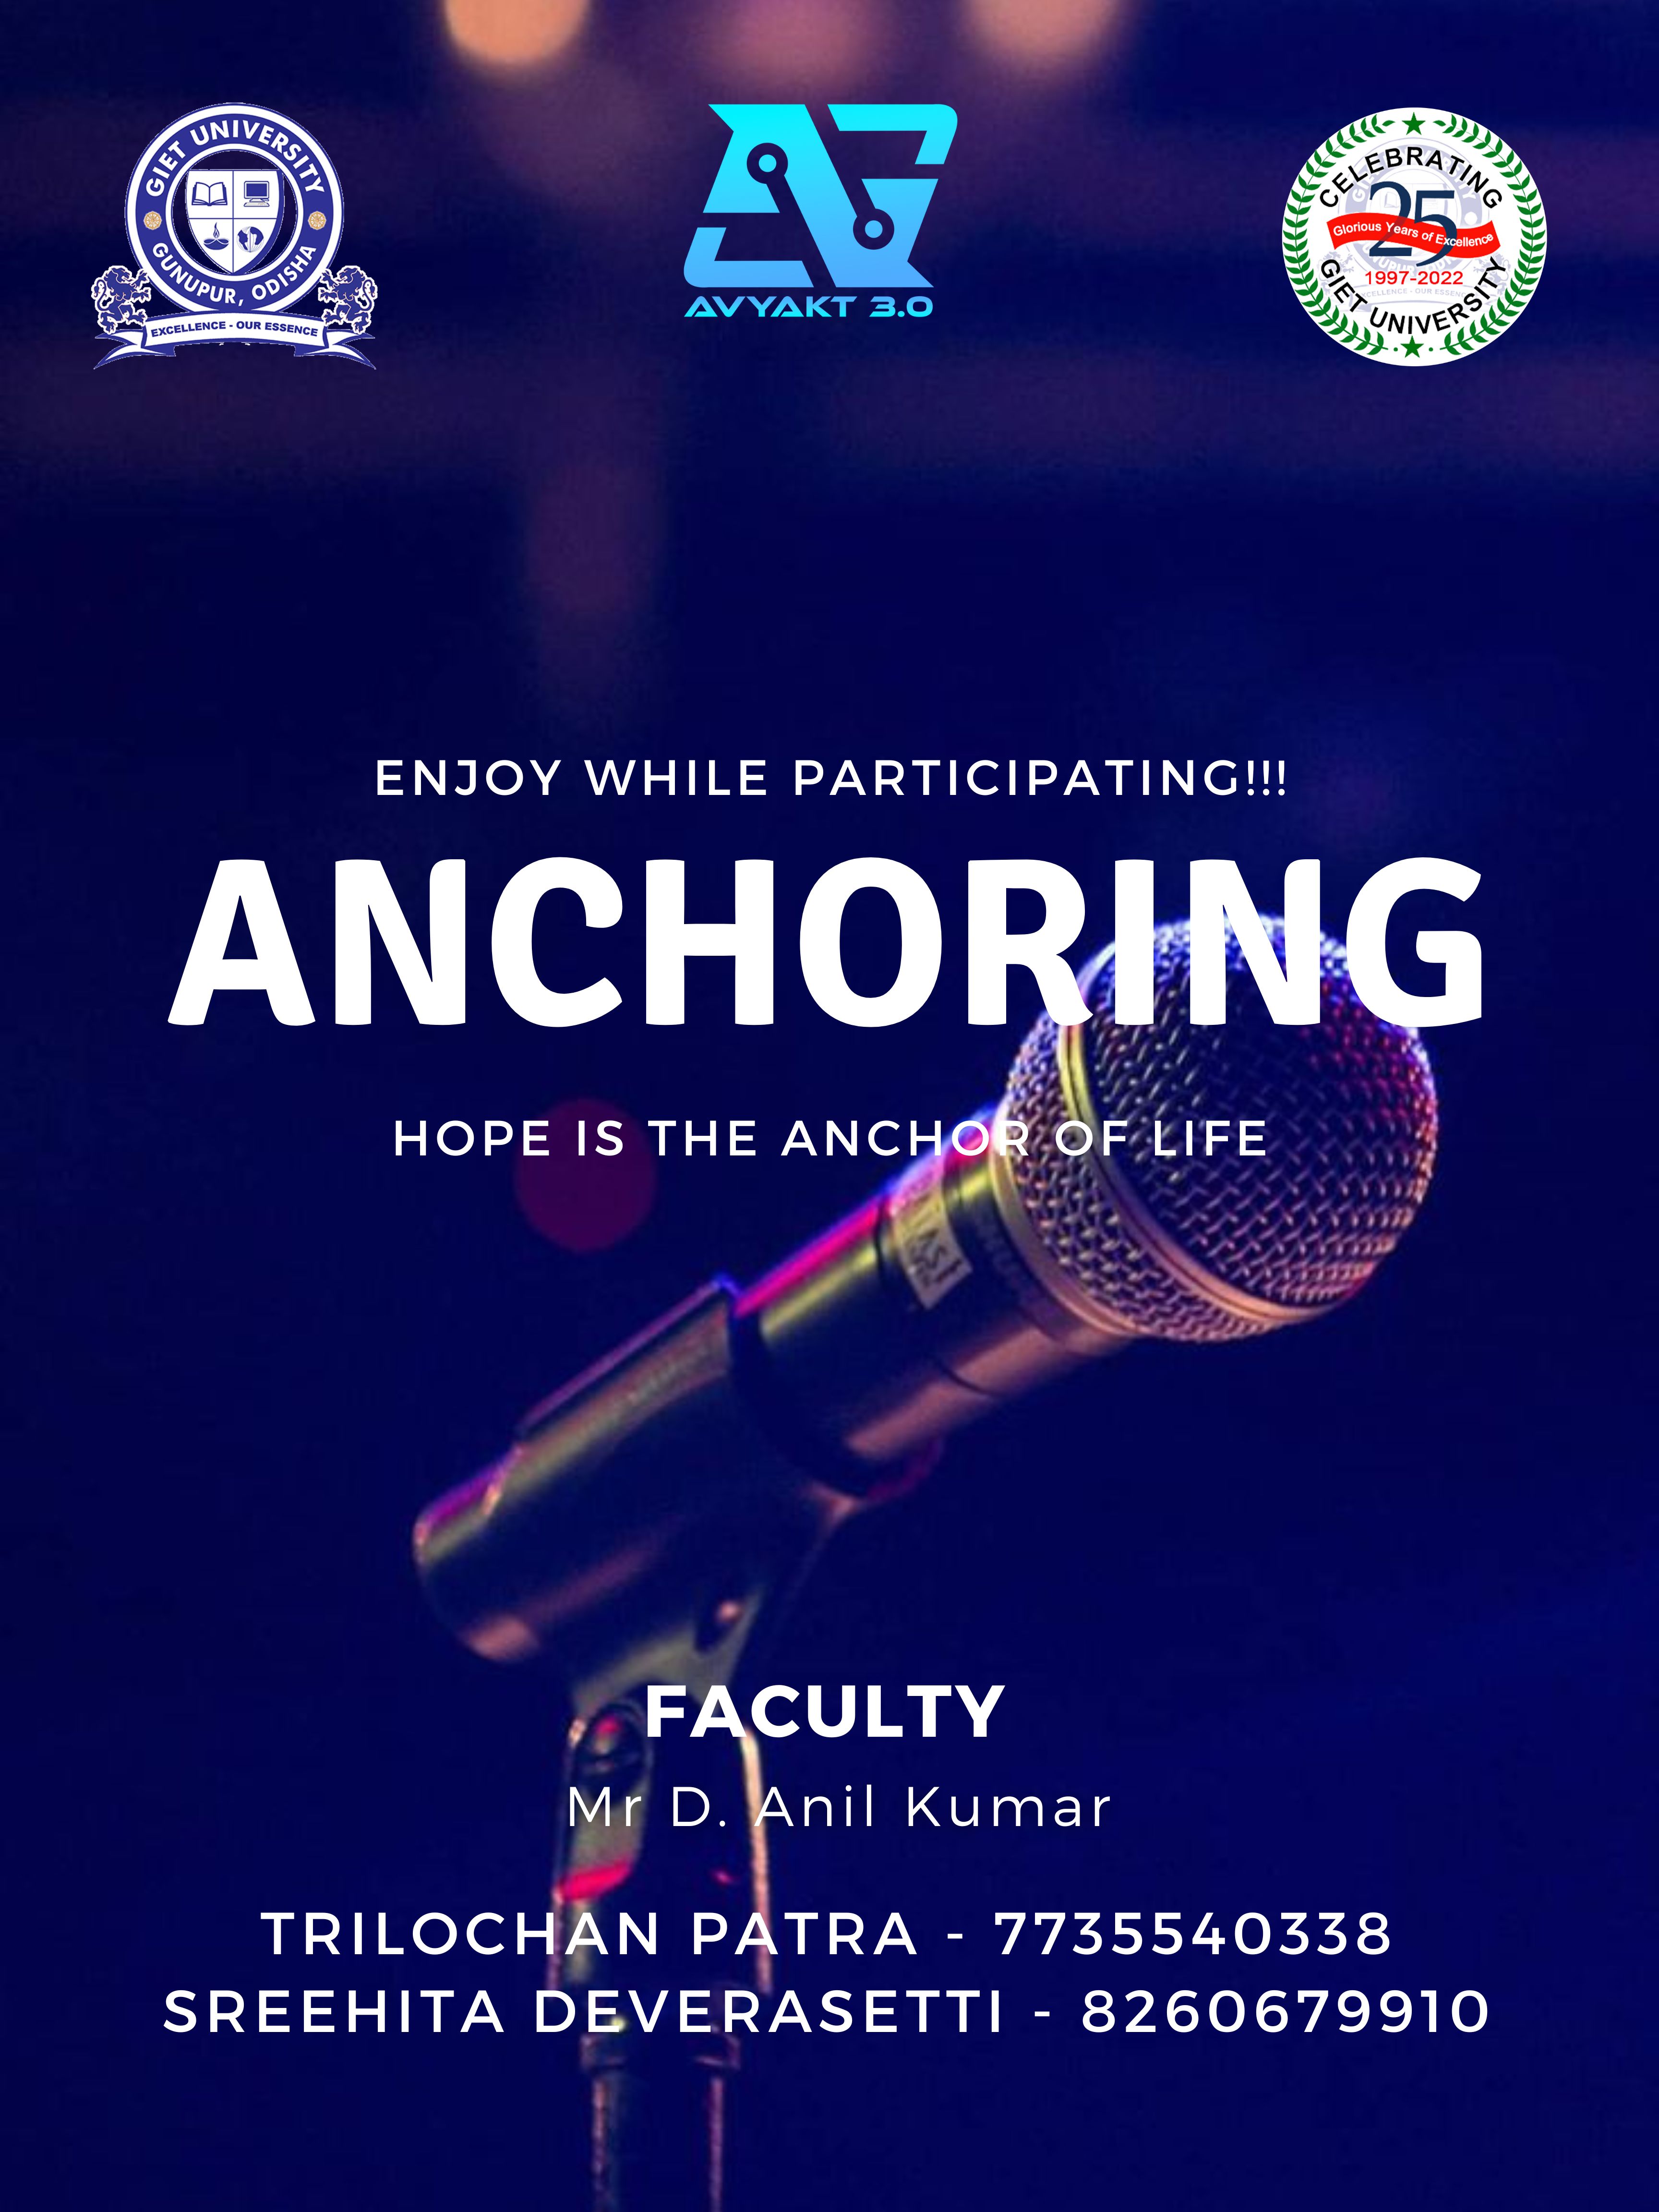 GIET UNIVERSITY
GUNUPUR, ODISHA
EXCELLENCE - OUR ESSENCE
AVYAKT 3.0
CELEBRATING
25
Glorious Years of Excellence
1997-2022
GIET UNIVERSITY
ENJOY WHILE PARTICIPATING!!!
ANCHORING
HOPE IS THE ANCHOR OF LIFE
FACULTY
Mr D. Anil Kumar
TRILOCHAN PATRA - 7735540338
SREEHITA DEVERASETTI - 8260679910